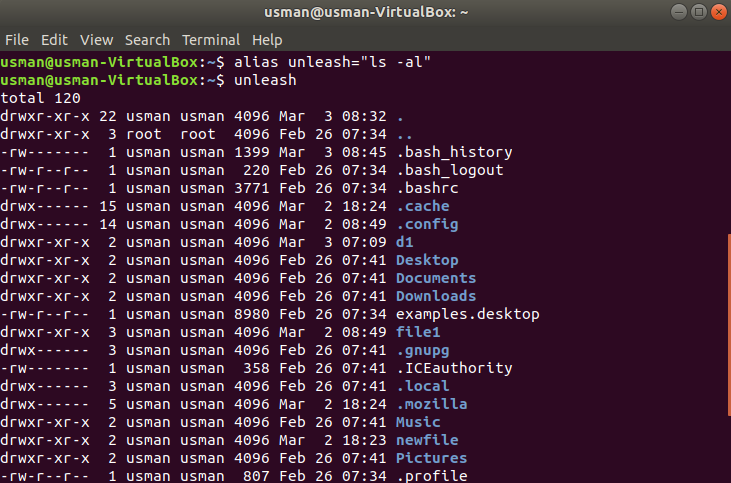 usman@usman-VirtualBox: ~
File Edit View Search Terminal Help
usman@usman-VirtualBox:~$ alias unleash="ls -al"
usman@usman-VirtualBox:~$ unleash
total 120
drwxr-xr-x 22 usman usman 4096 Mar  3 08:32 .
drwxr-xr-x  3 root  root  4096 Feb 26 07:34 ..
-rw-------  1 usman usman 1399 Mar  3 08:45 .bash_history
-rw-r--r--  1 usman usman  220 Feb 26 07:34 .bash_logout
-rw-r--r--  1 usman usman 3771 Feb 26 07:34 .bashrc
drwx------ 15 usman usman 4096 Mar  2 18:24 .cache
drwx------ 14 usman usman 4096 Mar  2 08:49 .config
drwxr-xr-x  2 usman usman 4096 Mar  3 07:09 d1
drwxr-xr-x  2 usman usman 4096 Feb 26 07:41 Desktop
drwxr-xr-x  2 usman usman 4096 Feb 26 07:41 Documents
drwxr-xr-x  2 usman usman 4096 Feb 26 07:41 Downloads
-rw-r--r--  1 usman usman 8980 Feb 26 07:34 examples.desktop
drwxr-xr-x  3 usman usman 4096 Mar  2 08:49 file1
drwx------  3 usman usman 4096 Feb 26 07:41 .gnupg
-rw-------  1 usman usman  358 Feb 26 07:41 .ICEauthority
drwx------  3 usman usman 4096 Feb 26 07:41 .local
drwx------  5 usman usman 4096 Mar  2 18:24 .mozilla
drwxr-xr-x  2 usman usman 4096 Feb 26 07:41 Music
drwxr-xr-x  2 usman usman 4096 Mar  2 18:23 newfile
drwxr-xr-x  2 usman usman 4096 Feb 26 07:41 Pictures
-rw-r--r--  1 usman usman  807 Feb 26 07:34 .profile